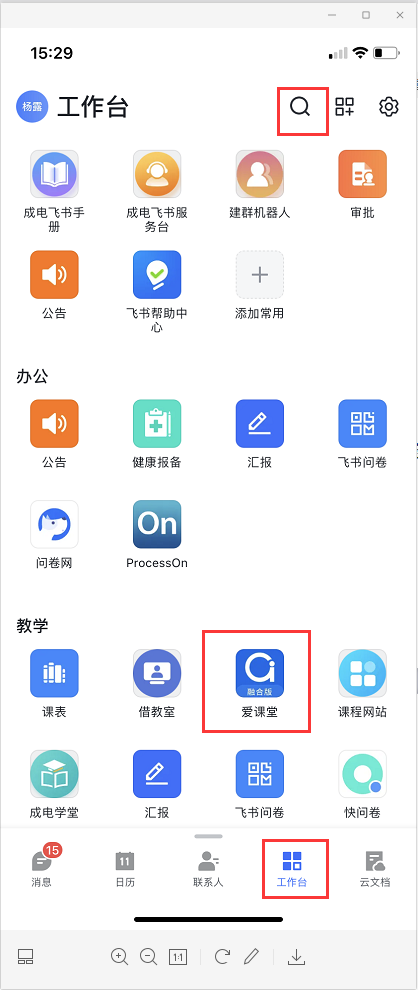 15:29
杨露
工作台
成电飞书手
册
成电飞书服
务台
建群机器人
审批
公告
飞书帮助中
心
添加常用
办公
公告
健康报备
汇报
飞书问卷
问卷网
On
ProcessOn
教学
融合版
课表
借教室
爱课堂
课程网站
成电学堂
汇报
飞书问卷
快问卷
15
11
消息
日历
联系人
工作台
云文档
1:1